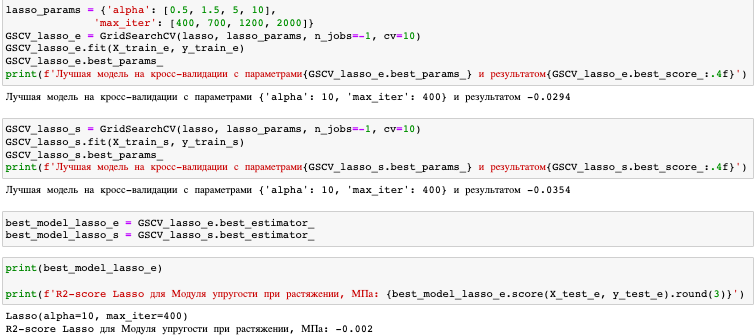 lasso_params = {'alpha': [0.5, 1.5, 5, 10],
'max_iter': [400, 700, 1200, 2000]}
GSCV_lasso_e = GridSearchCV(lasso, lasso_params, n_jobs=-1, cv=10)
GSCV_lasso_e.fit(X_train_e, y_train_e)
GSCV_lasso_e.best_params_
print(f'Лучшая модель на кросс-валидации с параметрами{GSCV_lasso_e.best_params_} и результатом{GSCV_lasso_e.best_score_:.4f}')
Лучшая модель на кросс-валидации с параметрами {'alpha': 10, 'max_iter': 400} и результатом -0.0294
GSCV_lasso_s = GridSearchCV(lasso, lasso_params, n_jobs=-1, cv=10)
GSCV_lasso_s.fit(X_train_s, y_train_s)
GSCV_lasso_s.best_params_
print(f'Лучшая модель на кросс-валидации с параметрами{GSCV_lasso_s.best_params_} и результатом{GSCV_lasso_s.best_score_:.4f}')
Лучшая модель на кросс-валидации с параметрами {'alpha': 10, 'max_iter': 400} и результатом -0.0354
best_model_lasso_e = GSCV_lasso_e.best_estimator_
best_model_lasso_s = GSCV_lasso_s.best_estimator_
print(best_model_lasso_e)
print(f'R2-score Lasso для Модуля упругости при растяжении, МПа: {best_model_lasso_e.score(X_test_e, y_test_e).round(3)}')
Lasso(alpha=10, max_iter=400)
R2-score Lasso для Модуля упругости при растяжении, МПа: -0.002